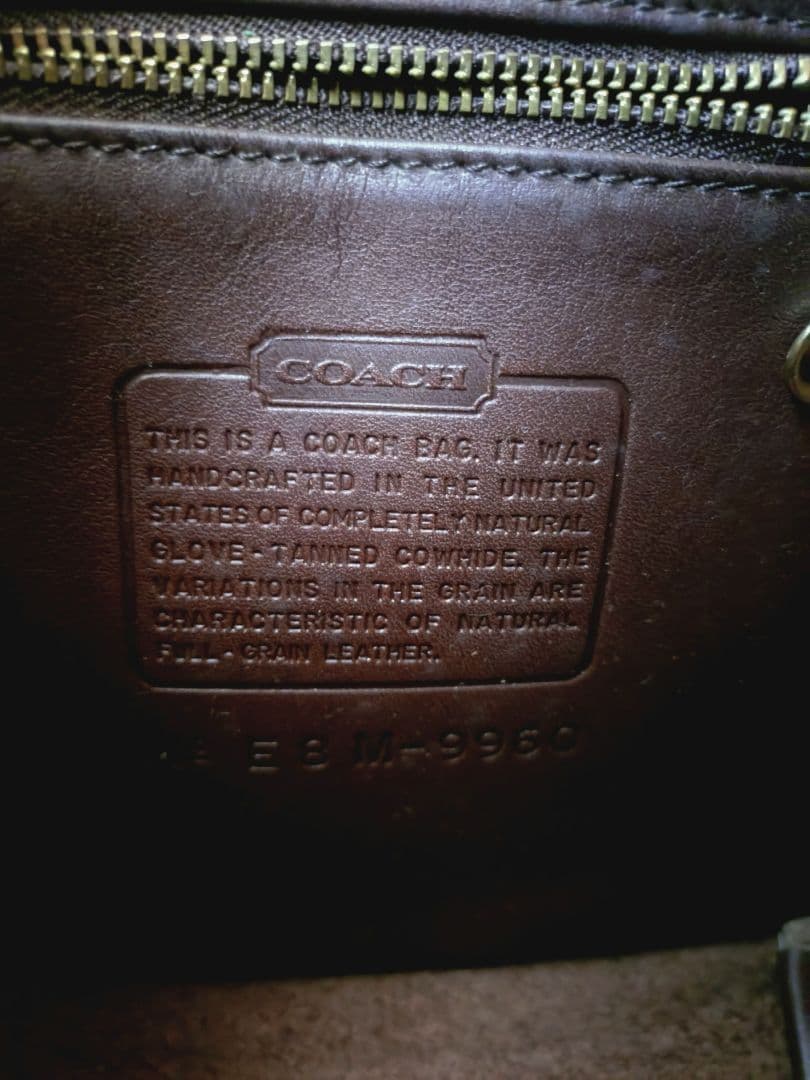 COACH
THIS IS A COACH BAG. IT WAS
HANDCRAFTED IN THE UNITED
STATES OF COMPLETELY NATURAL
GLOVE-TANNED COWHIDE. THE
VARIATIONS IN THE GRAIN ARE
CHARACTERISTIC OF NATURAL
FULL-GRAIN LEATHER.
E8M-9960